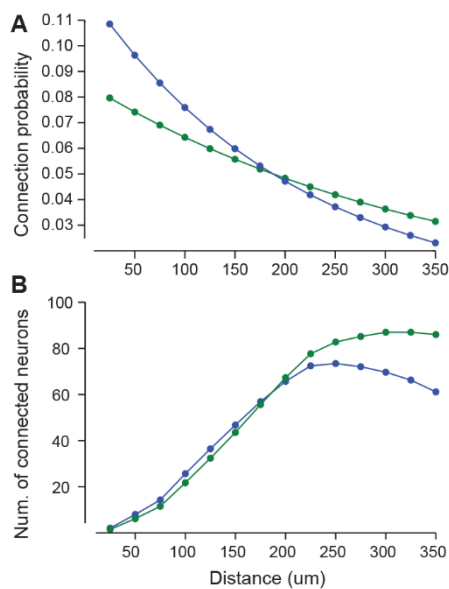 A
Connection probability
0.11
0.10
0.09
0.08
0.07
0.06
0.05
0.04
0.03
50 100 150 200 250 300 350
B
Num. of connected neurons
100
80
60
40
20
50 100 150 200 250 300 350
Distance (um)